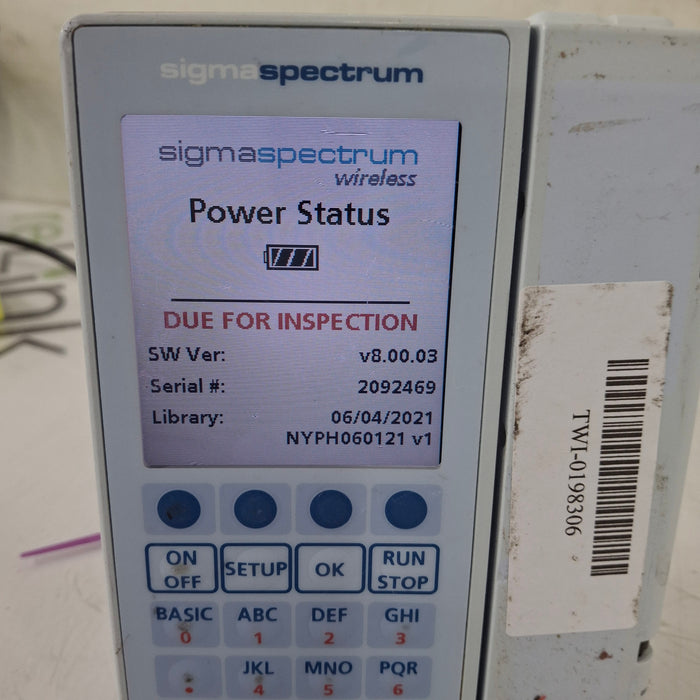 sigmaspectrum
sigmaspectrum
wireless
Power Status
DUE FOR INSPECTION
SW Ver: v8.00.03
Serial #: 2092469
Library: 06/04/2021
NYPH060121 v1
ON OFF
SETUP
OK
RUN STOP
BASIC 0
ABC 1
DEF 2
GHI 3
.
JKL 4
MNO 5
PQR 6
TWI-0198306